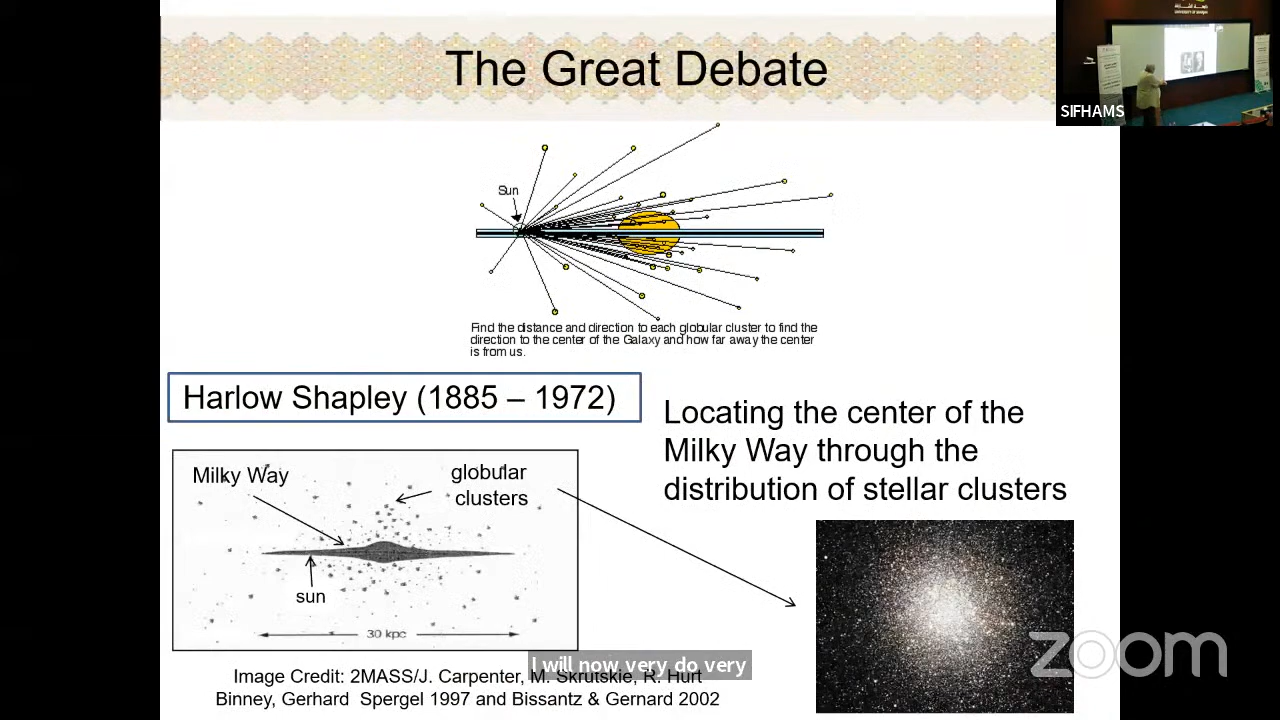 The Great Debate
SIFHAMS
Sun
Find the distance and direction to each globular cluster to find the
direction to the center of the Galaxy and how far away the center
is from us.
Harlow Shapley (1885 – 1972)
Locating the center of the
Milky Way through the
distribution of stellar clusters
Milky Way
globular
clusters
sun
30 kpc
zoom
I will now very do very
Image Credit: 2MASS/J. Carpenter, M. Skrutskie, R. Hurt
Binney, Gerhard Spergel 1997 and Bissantz & Gernard 2002